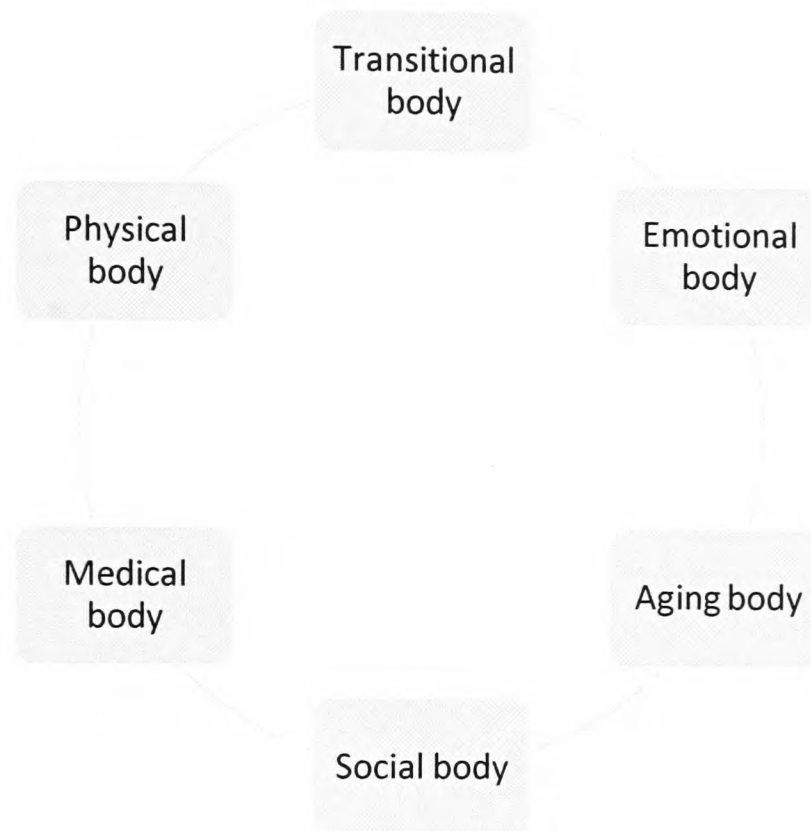 Transitional
body
Emotional
body
Aging body
Social body
Medical
body
Physical
body